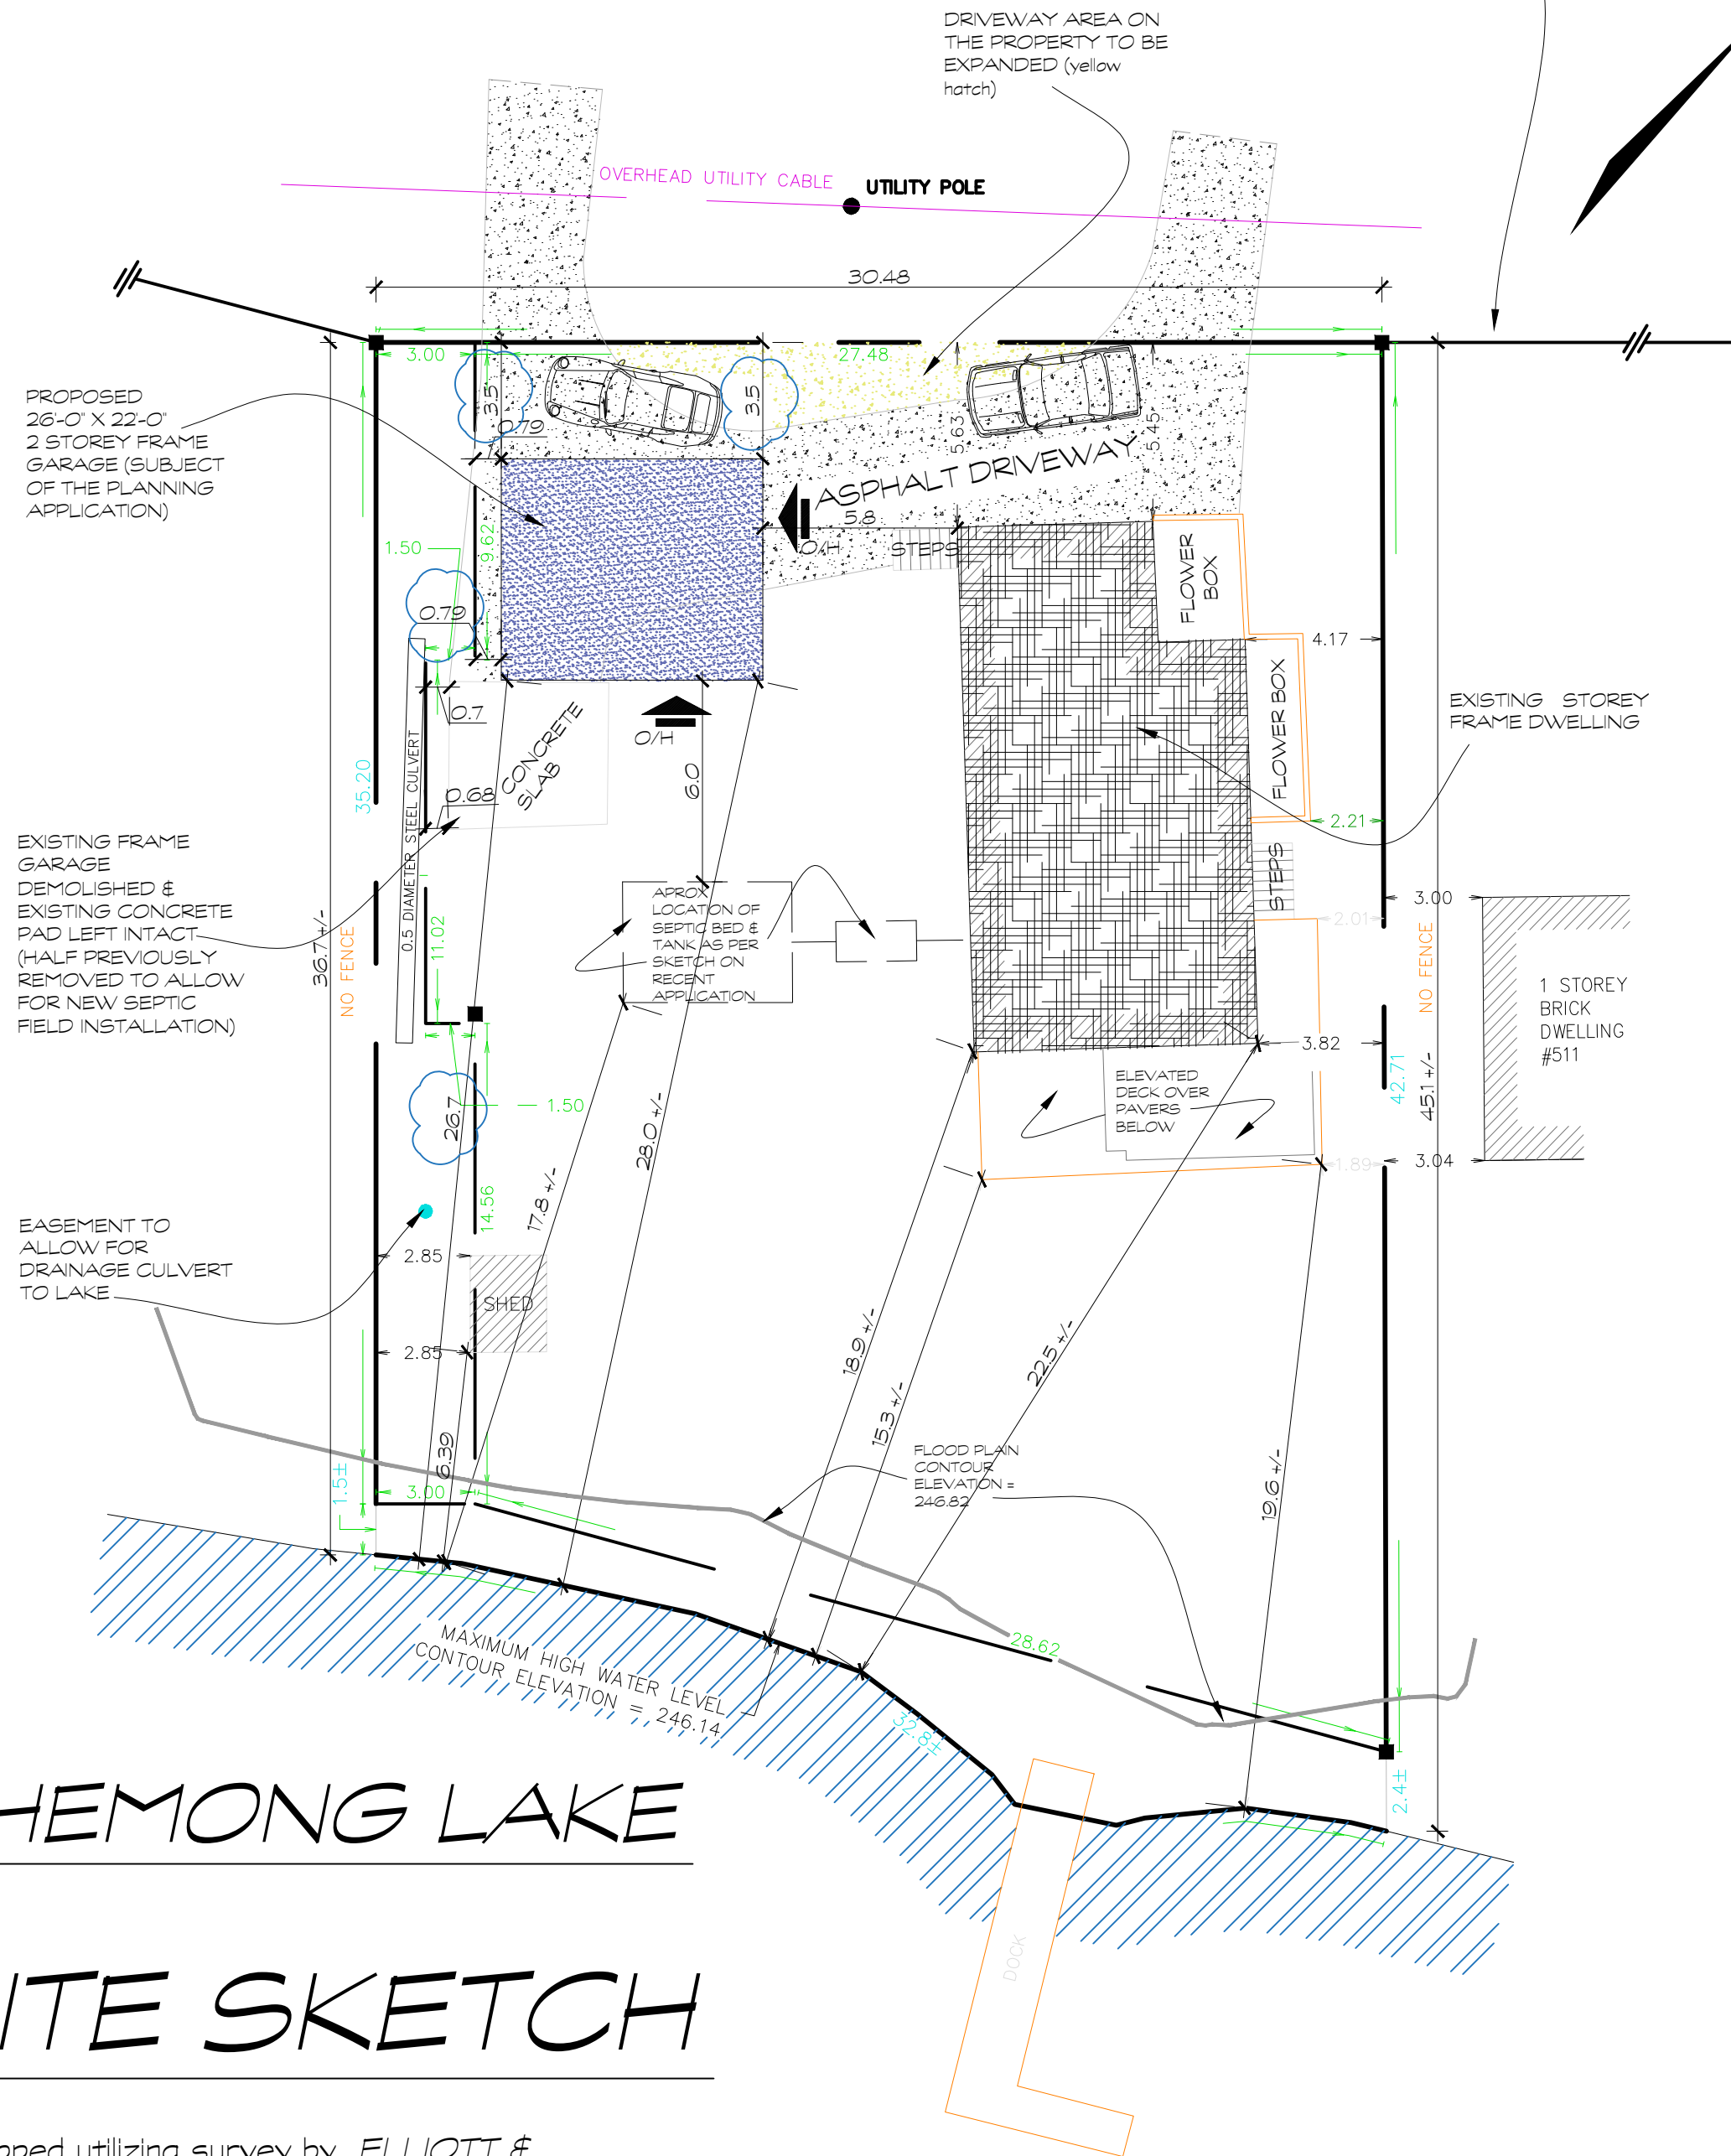 DRIVEWAY AREA ON
THE PROPERTY TO BE
EXPANDED (yellow
hatch)
OVERHEAD UTILITY CABLE
UTILITY POLE
30.48
3.00
27.48
3.5
3.5
0.79
5.63
5.45
PROPOSED
26'-0" X 22'-0"
2 STOREY FRAME
GARAGE (SUBJECT
OF THE PLANNING
APPLICATION)
ASPHALT DRIVEWAY
5.8
O/H
STEPS
1.50
9.62
FLOWER
BOX
0.79
4.17
0.7
O/H
CONCRETE
SLAB
FLOWER BOX
EXISTING STOREY
FRAME DWELLING
35.20
0.5 DIAMETER STEEL CULVERT
0.68
6.0
2.21
EXISTING FRAME
GARAGE
DEMOLISHED &
EXISTING CONCRETE
PAD LEFT INTACT
(HALF PREVIOUSLY
REMOVED TO ALLOW
FOR NEW SEPTIC
FIELD INSTALLATION)
STEPS
APROX
LOCATION OF
SEPTIC BED &
TANK AS PER
SKETCH ON
RECENT
APPLICATION
3.00
2.01
36.7 +/-
NO FENCE
11.02
NO FENCE
1 STOREY
BRICK
DWELLING
#511
3.82
42.71
45.1 +/-
ELEVATED
DECK OVER
PAVERS
BELOW
1.50
26.7
28.0 +/-
1.89
3.04
17.8 +/-
14.56
EASEMENT TO
ALLOW FOR
DRAINAGE CULVERT
TO LAKE
2.85
SHED
2.85
18.9 +/-
22.5 +/-
15.3 +/-
6.39
1.5±
3.00
FLOOD PLAIN
CONTOUR
ELEVATION =
246.82
19.6 +/-
28.62
MAXIMUM HIGH WATER LEVEL
CONTOUR ELEVATION = 246.14
32.8±
2.4±
HEMONG LAKE
DOCK
ITE SKETCH
pped utilizing survey by ELLIOTT &